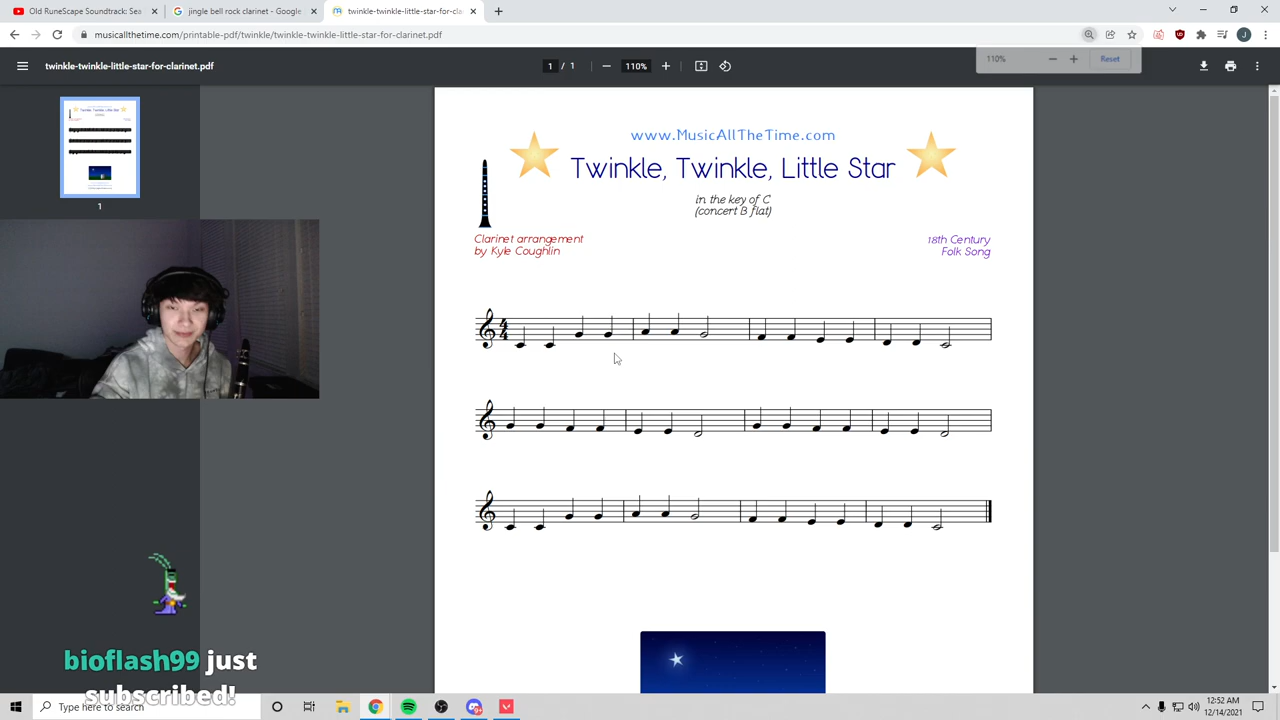 Old RuneScape Soundtrack: Sea
jingle bell rock clarinet - Google
twinkle-twinkle-little-star-for-cla
musicallthetime.com/printable-pdf/twinkle/twinkle-twinkle-little-star-for-clarinet.pdf
twinkle-twinkle-little-star-for-clarinet.pdf
1 / 1
110%
110%
Reset
1
www.MusicAllTheTime.com
Twinkle, Twinkle, Little Star
in the key of C
(concert B flat)
Clarinet arrangement
by Kyle Coughlin
18th Century
Folk Song
4
4
bioflash99 just
subscribed!
Type here to search
12:52 AM
12/14/2021